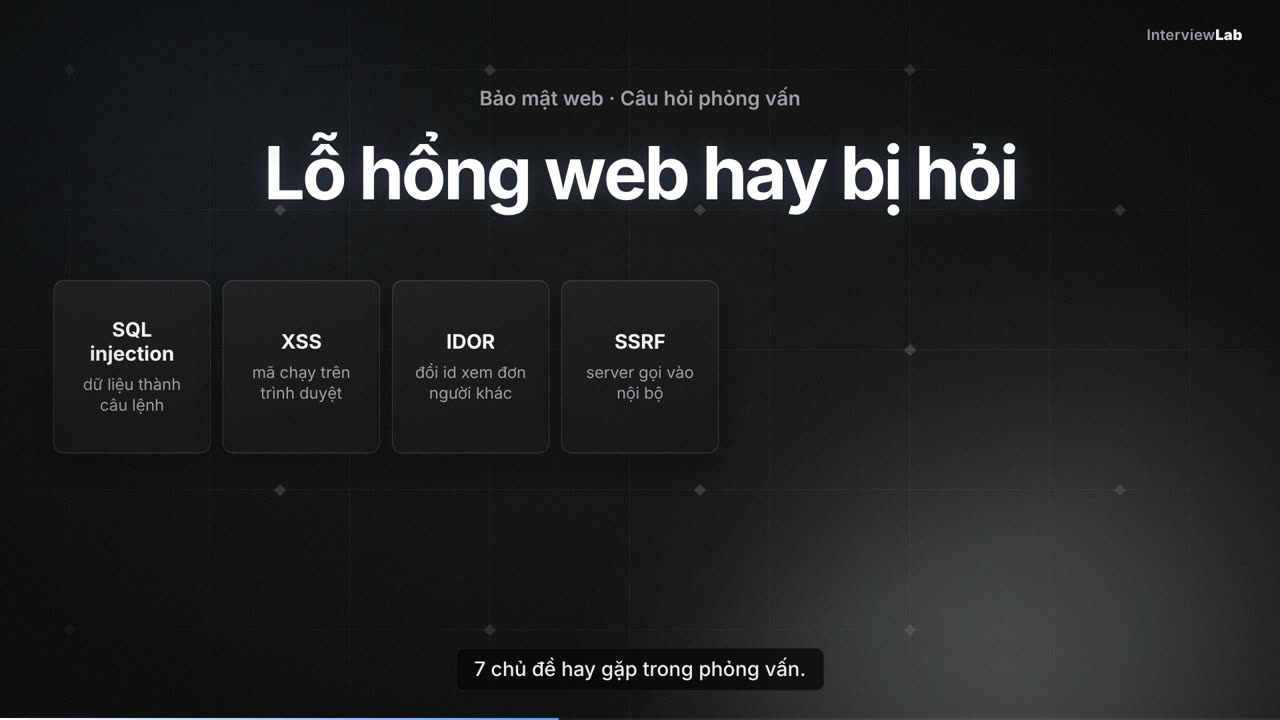 InterviewLab
Bảo mật web · Câu hỏi phỏng vấn
Lỗ hổng web hay bị hỏi
SQL
injection
dữ liệu thành
câu lệnh
XSS
mã chạy trên
trình duyệt
IDOR
đổi id xem đơn
người khác
SSRF
server gọi vào
nội bộ
7 chủ đề hay gặp trong phỏng vấn.